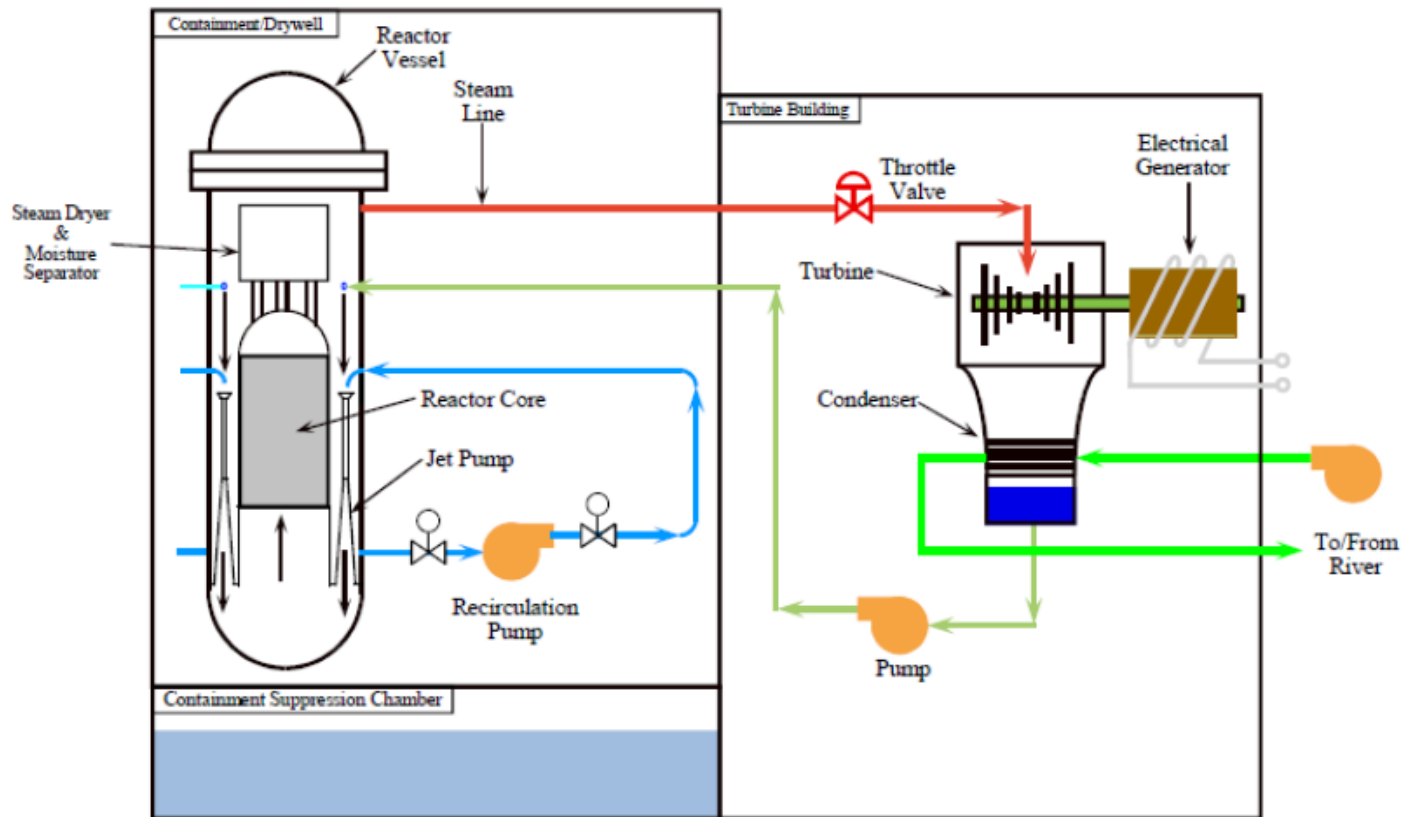 Containment/Drywell
Reactor
Vessel
Steam
Line
Turbine Building
Electrical
Generator
Throttle
Valve
Steam Dryer
&
Moisture
Separator
Turbine
Reactor Core
Condenser
Jet Pump
To/From
River
Recirculation
Pump
Pump
Containment Suppression Chamber